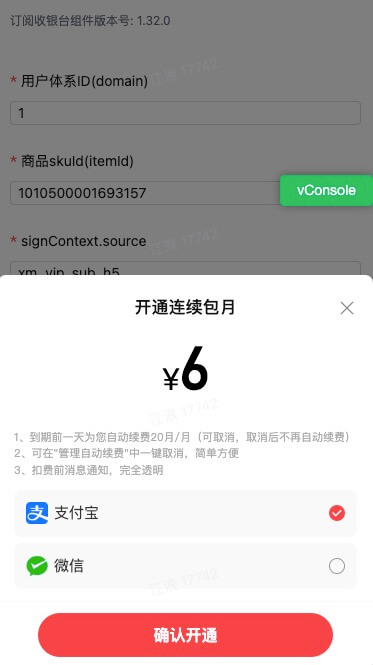 订阅收银台组件版本号: 1.32.0
* 用户体系ID(domain)
1
* 商品skuId(itemId)
1010500001693157
vConsole
* signContext.source
xm_vip_sub_h5
开通连续包月
¥6
1、到期前一天为您自动续费20月/月（可取消，取消后不再自动续费）
2、可在"管理自动续费"中一键取消，简单方便
3、扣费前消息通知，完全透明
支付宝
微信
确认开通